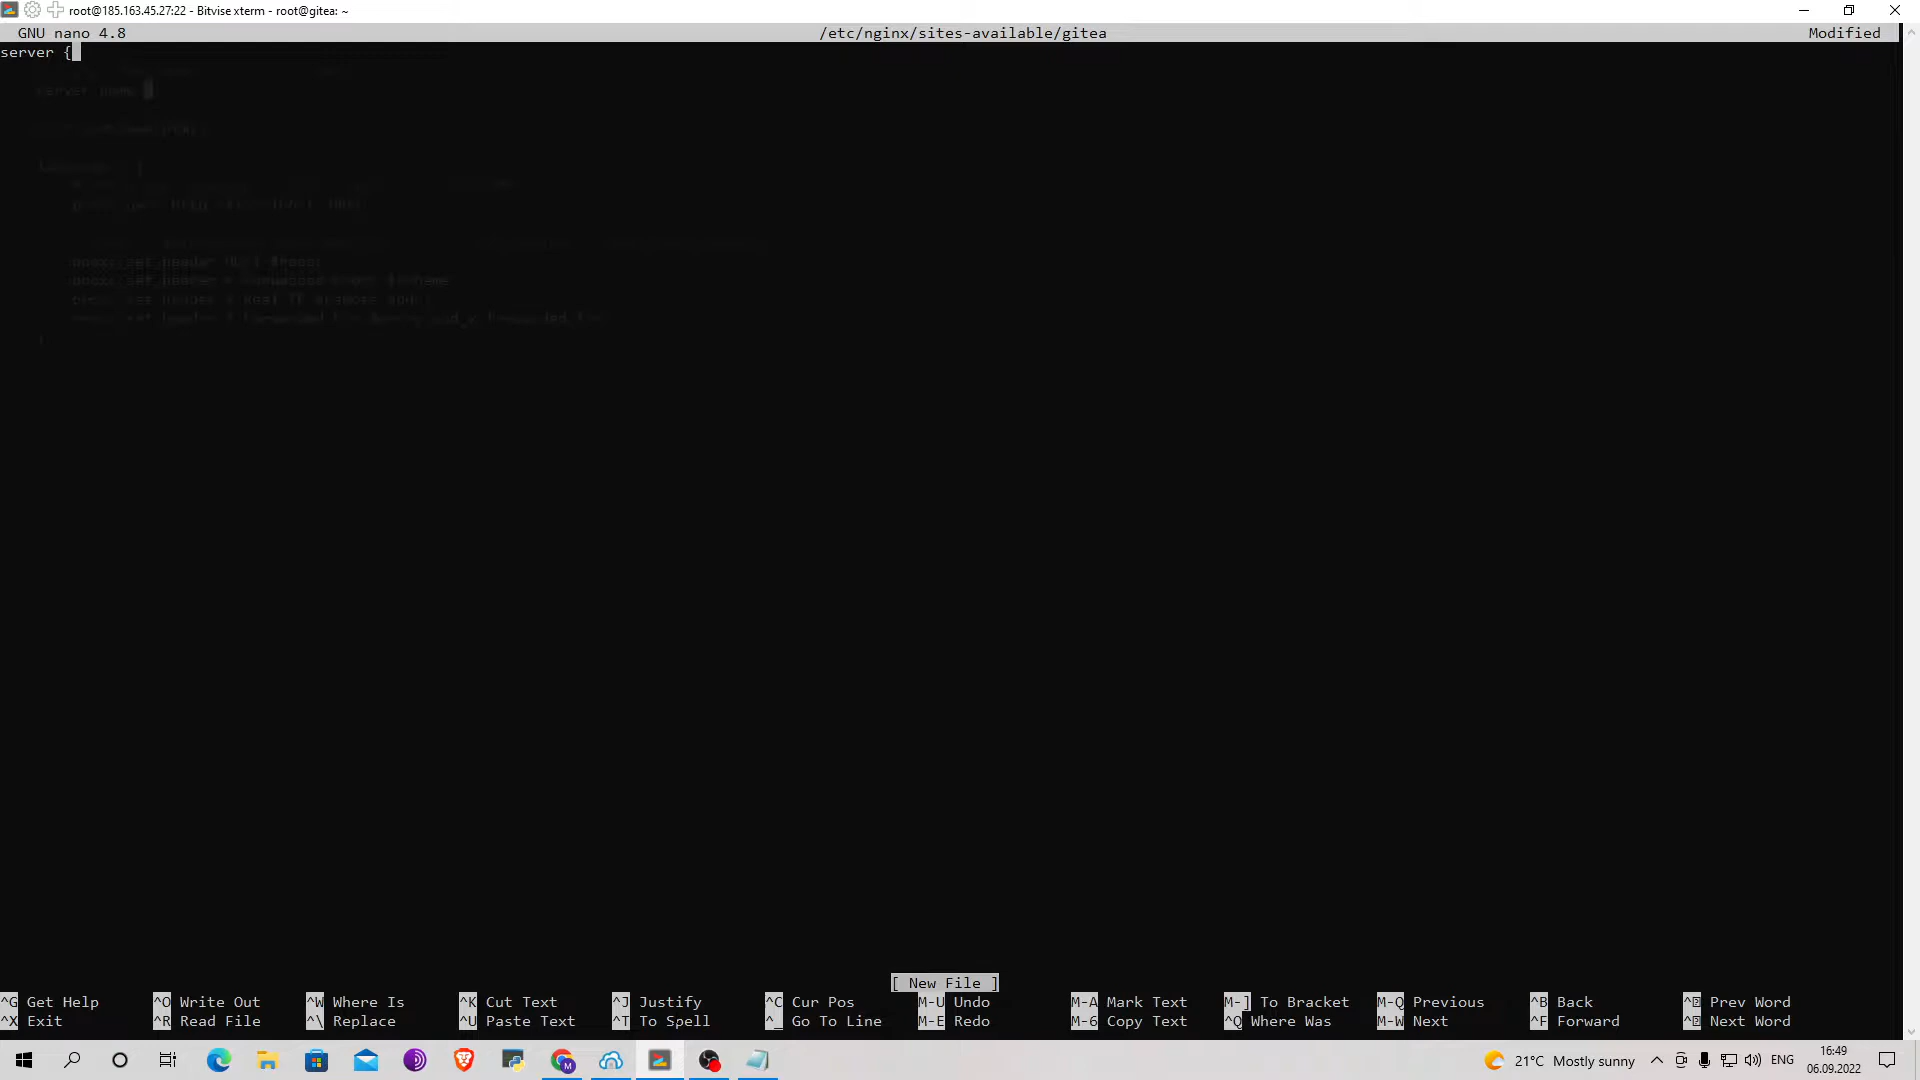 root@185.163.45.27:22 - Bitvise xterm - root@gitea: ~
GNU nano 4.8 /etc/nginx/sites-available/gitea Modified
server {
[ New File ]
^G Get Help ^O Write Out ^W Where Is ^K Cut Text ^J Justify ^C Cur Pos M-U Undo M-A Mark Text M-] To Bracket M-Q Previous ^B Back Prev Word
^X Exit ^R Read File ^\ Replace ^U Paste Text ^T To Spell ^_ Go To Line M-E Redo M-6 Copy Text ^Q Where Was M-W Next ^F Forward Next Word
21°C Mostly sunny ENG 16:49
06.09.2022